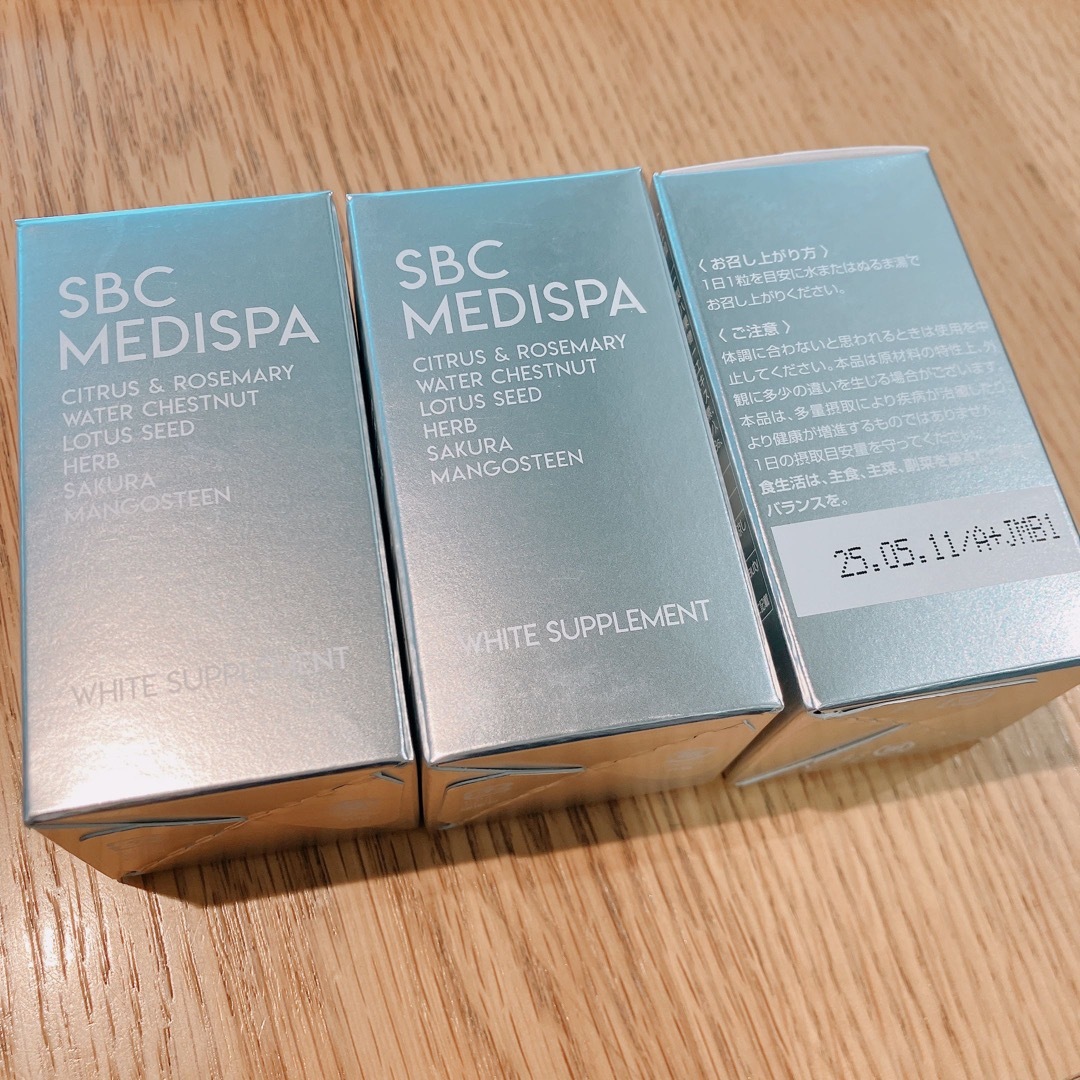 SBC
MEDISPA
CITRUS & ROSEMARY
WATER CHESTNUT
LOTUS SEED
HERB
SAKURA
MANGOSTEEN
WHITE SUPPLEMENT
SBC
MEDISPA
CITRUS & ROSEMARY
WATER CHESTNUT
LOTUS SEED
HERB
SAKURA
MANGOSTEEN
WHITE SUPPLEMENT
〈 お召し上がり方 〉
1日1粒を目安に水またはぬるま湯で
お召し上がりください。
〈 ご注意 〉
体調に合わないと思われるときは使用を中
止してください。本品は原材料の特性上、外
観に多少の違いを生じる場合がございます。
本品は、多量摂取により疾病が治癒したり、
より健康が増進するものではありません。
1日の摂取目安量を守ってください。
食生活は、主食、主菜、副菜を基本に、
バランスを。
25.05.11/A+JMB1